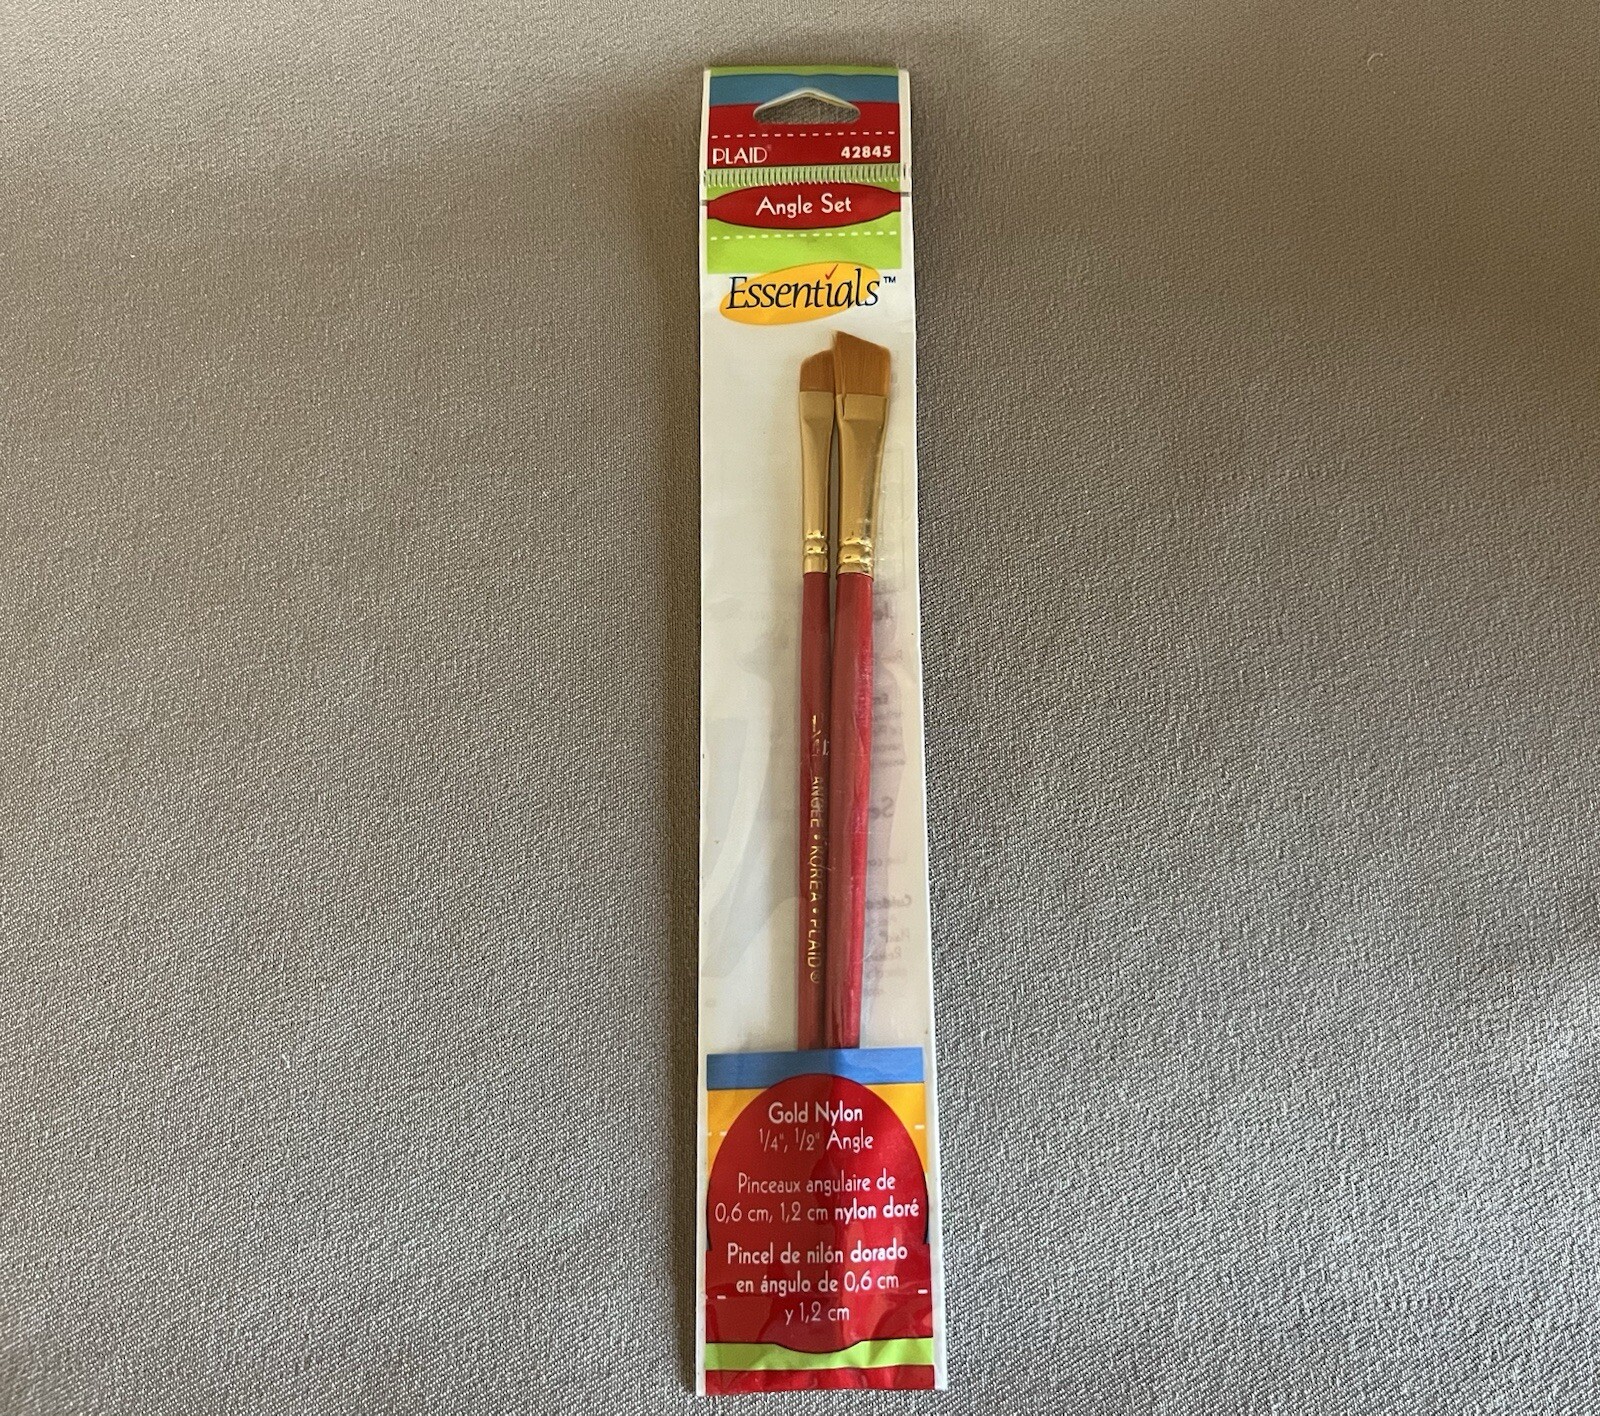 PLAID® 42845
Angle Set
Essentials™
ANGLE • KOREA • PLAID®
Gold Nylon
1/4", 1/2" Angle
Pinceaux angulaire de
0,6 cm, 1,2 cm nylon doré
Pincel de nilón dorado
en ángulo de 0,6 cm
y 1,2 cm